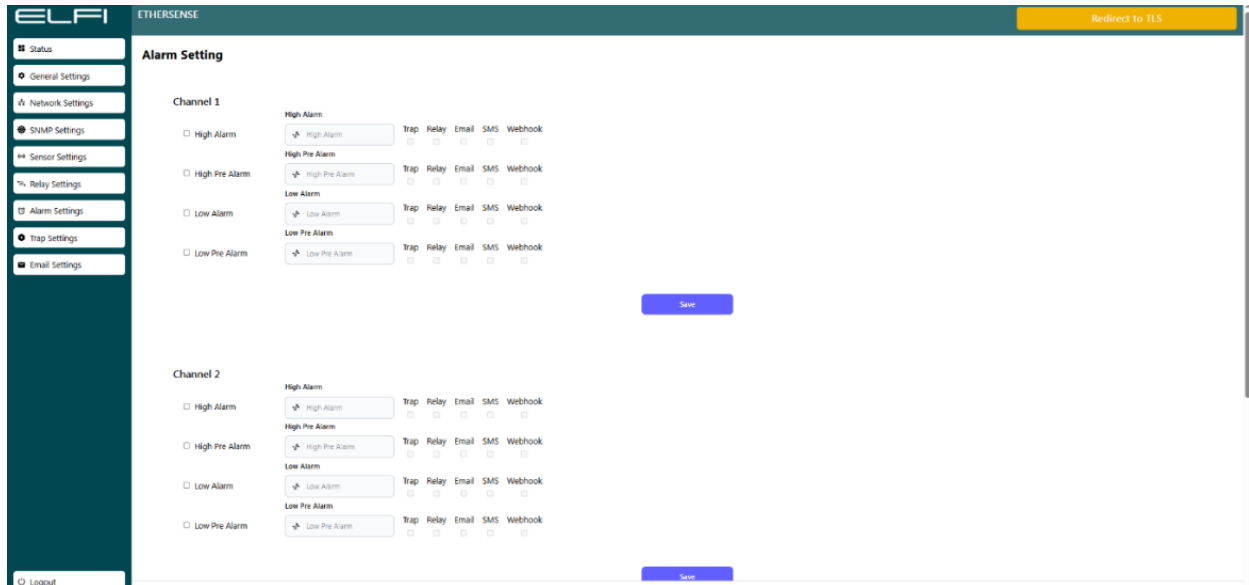 ELFI
ETHERSENSE
Redirect to TLS
Status
General Settings
Network Settings
SNMP Settings
Sensor Settings
Relay Settings
Alarm Settings
Trap Settings
Email Settings
Logout
Alarm Setting
Channel 1
High Alarm
High Alarm High Alarm Trap Relay Email SMS Webhook
High Pre Alarm
High Pre Alarm High Pre Alarm Trap Relay Email SMS Webhook
Low Alarm
Low Alarm Low Alarm Trap Relay Email SMS Webhook
Low Pre Alarm
Low Pre Alarm Low Pre Alarm Trap Relay Email SMS Webhook
Save
Channel 2
High Alarm
High Alarm High Alarm Trap Relay Email SMS Webhook
High Pre Alarm
High Pre Alarm High Pre Alarm Trap Relay Email SMS Webhook
Low Alarm
Low Alarm Low Alarm Trap Relay Email SMS Webhook
Low Pre Alarm
Low Pre Alarm Low Pre Alarm Trap Relay Email SMS Webhook
Save